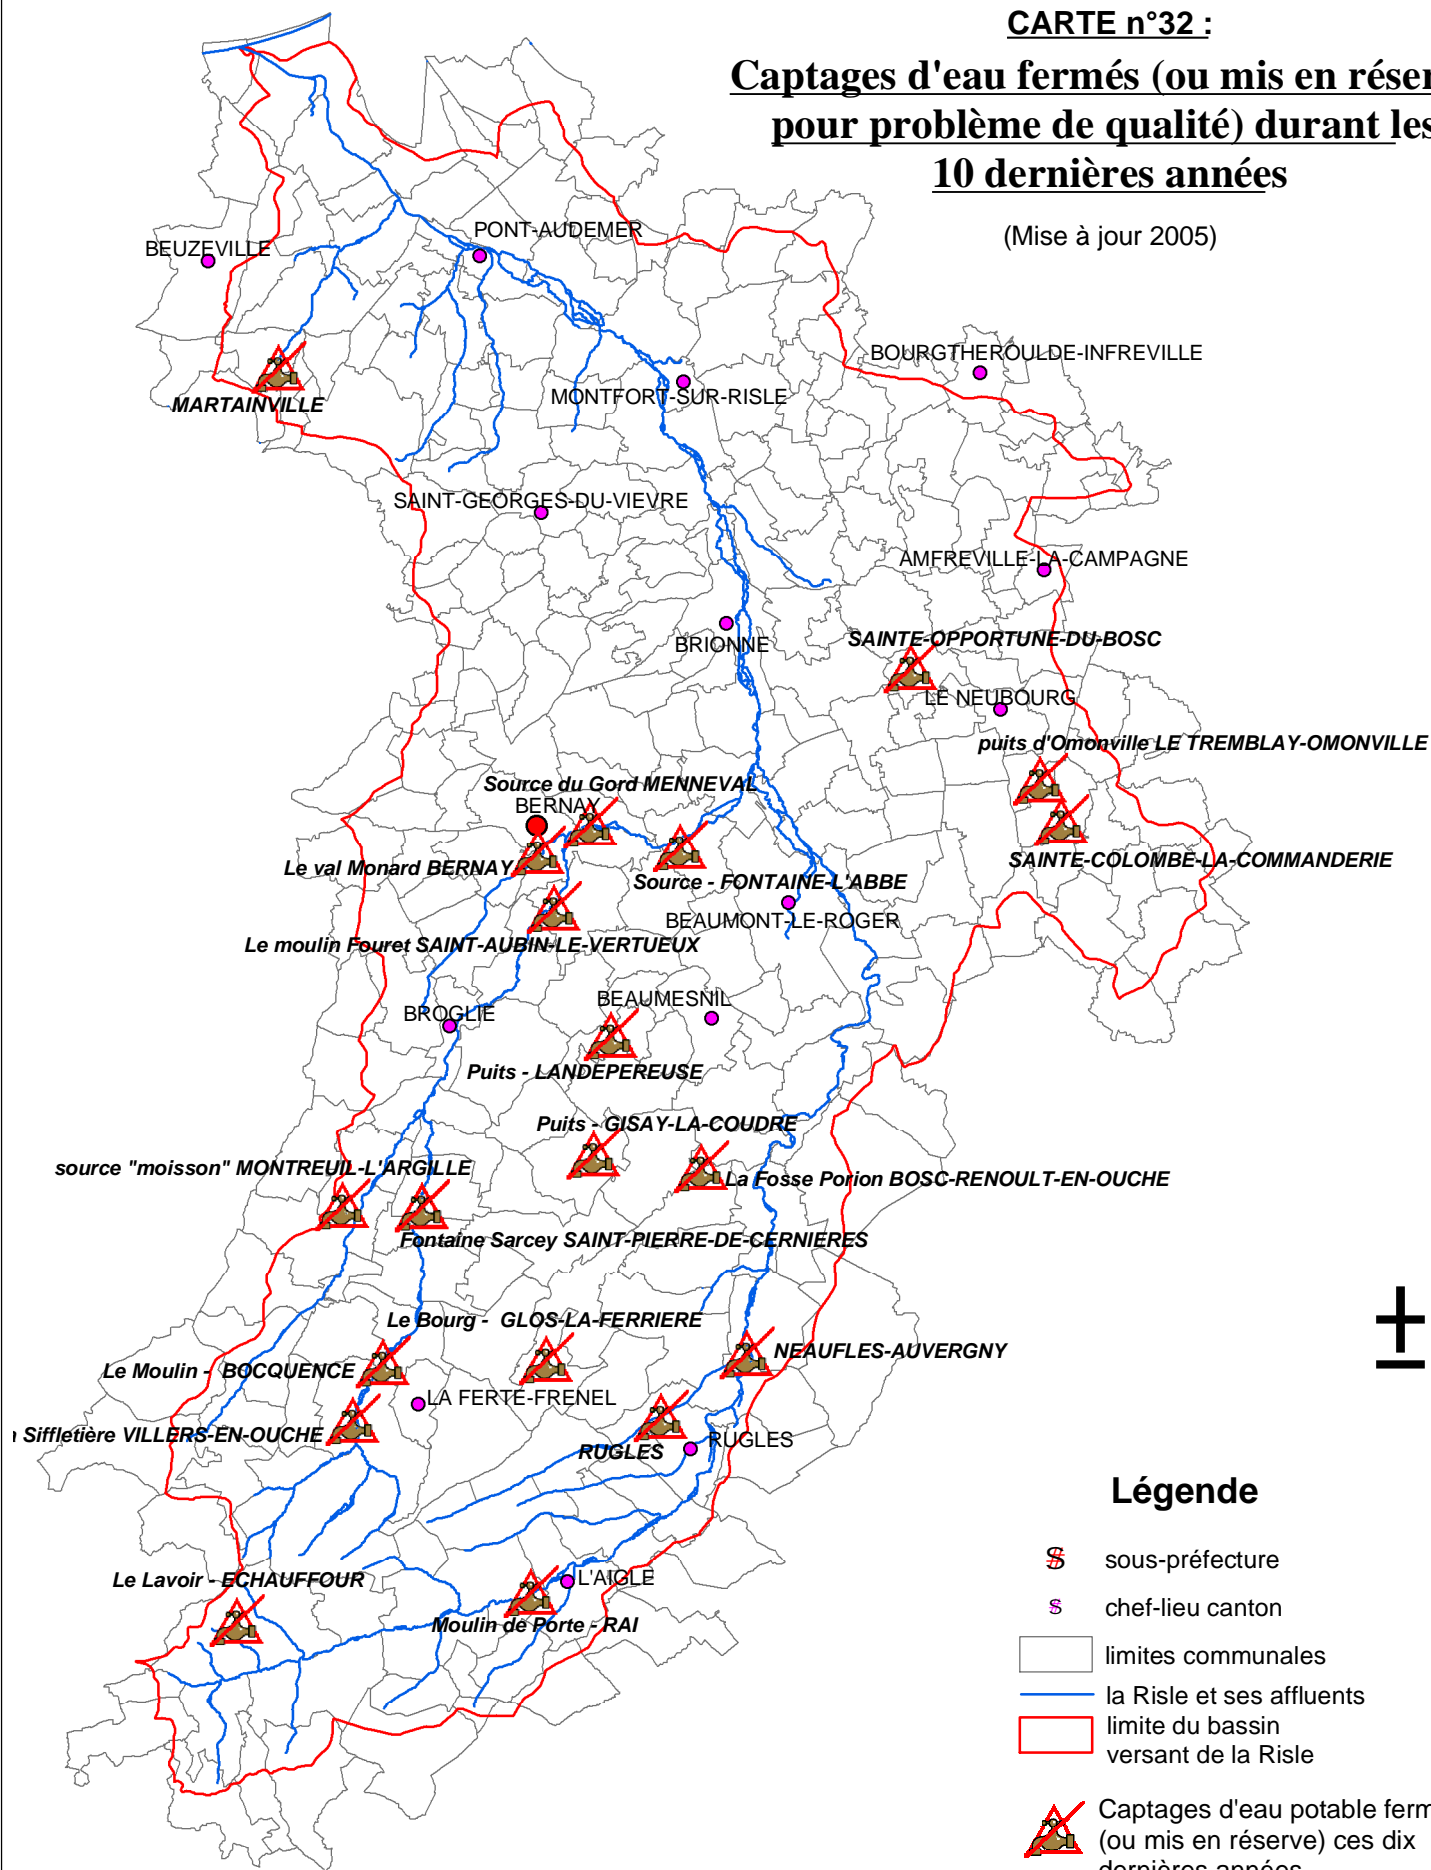 CARTE n°32 :
Captages d'eau fermés (ou mis en réser
pour problème de qualité) durant les
10 dernières années
(Mise à jour 2005)
PONT-AUDEMER
BEUZEVILLE
BOURGTHEROULDE-INFREVILLE
MONTFORT-SUR-RISLE
MARTAINVILLE
SAINT-GEORGES-DU-VIEVRE
AMFREVILLE-LA-CAMPAGNE
BRIONNE
SAINTE-OPPORTUNE-DU-BOSC
LE NEUBOURG
puits d'Omonville LE TREMBLAY-OMONVILLE
Source du Gord MENNEVAL
BERNAY
Le val Monard BERNAY
SAINTE-COLOMBE-LA-COMMANDERIE
Source - FONTAINE-L'ABBE
BEAUMONT-LE-ROGER
Le moulin Fouret SAINT-AUBIN-LE-VERTUEUX
BEAUMESNIL
BROGLIE
Puits - LANDEPEREUSE
Puits - GISAY-LA-COUDRE
source "moisson" MONTREUIL-L'ARGILLE
La Fosse Porion BOSC-RENOULT-EN-OUCHE
Fontaine Sarcey SAINT-PIERRE-DE-CERNIERES
Le Bourg - GLOS-LA-FERRIERE
NEAUFLES-AUVERGNY
Le Moulin - BOCQUENCE
LA FERTE-FRENEL
Siffletière VILLERS-EN-OUCHE
RUGLES
RUGLES
Le Lavoir - ECHAUFFOUR
L'AIGLE
Moulin de Porte - RAI
±
Légende
S sous-préfecture
S chef-lieu canton
limites communales
la Risle et ses affluents
limite du bassin
versant de la Risle
Captages d'eau potable ferm
(ou mis en réserve) ces dix
dernières années